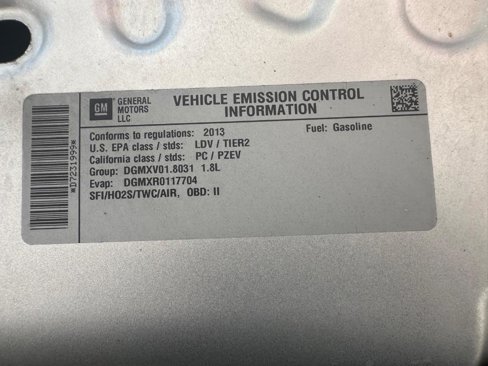 GM
GENERAL
MOTORS
LLC
VEHICLE EMISSION CONTROL
INFORMATION
Conforms to regulations: 2013
Fuel: Gasoline
U.S. EPA class / stds: LDV / TIER2
California class / stds: PC / PZEV
Group: DGMXV01.8031 1.8L
Evap: DGMXR0117704
SFI/HO2S/TWC/AIR, OBD: II
*D7231999*